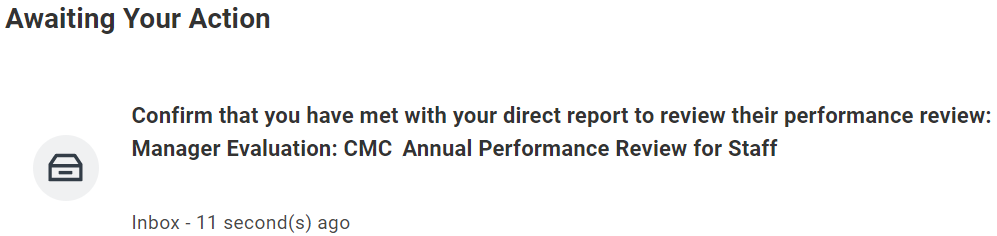 Awaiting Your Action
Confirm that you have met with your direct report to review their performance review:
Manager Evaluation: CMC  Annual Performance Review for Staff
Inbox - 11 second(s) ago